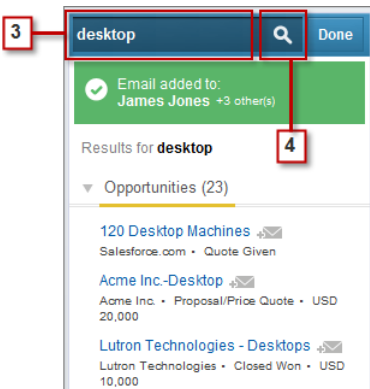 3
desktop
Done
Email added to:
James Jones +3 other(s)
Results for desktop
4
Opportunities (23)
120 Desktop Machines
Salesforce.com • Quote Given
Acme Inc.-Desktop
Acme Inc. • Proposal/Price Quote • USD
20,000
Lutron Technologies - Desktops
Lutron Technologies • Closed Won • USD
10,000